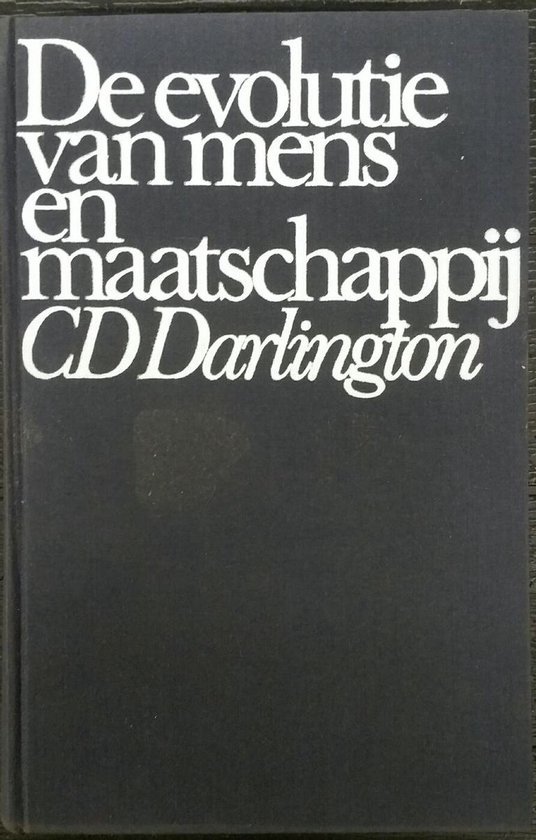 De evolutie
van mens
en
maatschappij
CD Darlington